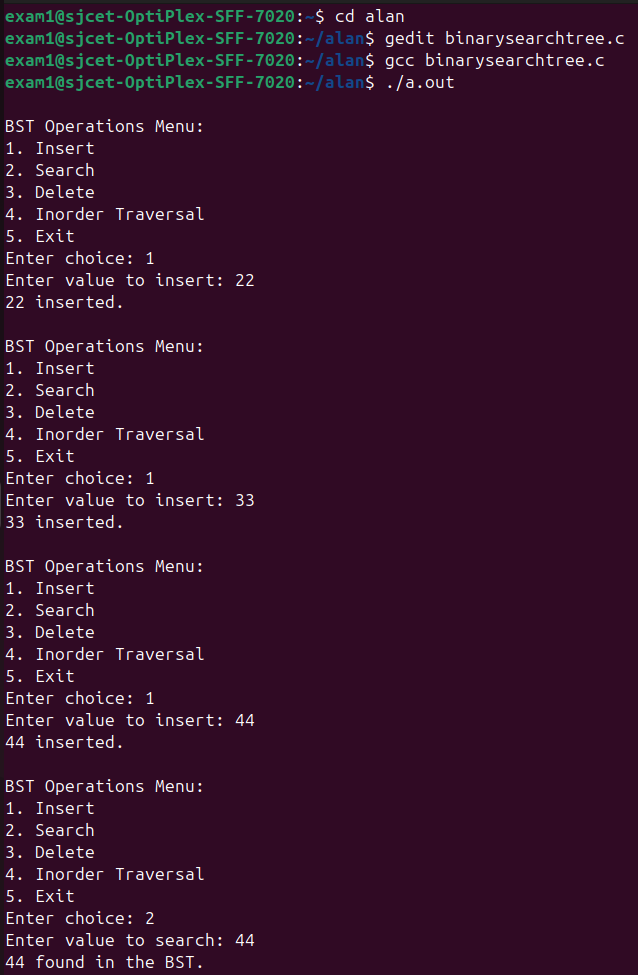 exam1@sjcet-OptiPlex-SFF-7020:~$ cd alan
exam1@sjcet-OptiPlex-SFF-7020:~/alan$ gedit binarysearchtree.c
exam1@sjcet-OptiPlex-SFF-7020:~/alan$ gcc binarysearchtree.c
exam1@sjcet-OptiPlex-SFF-7020:~/alan$ ./a.out

BST Operations Menu:
1. Insert
2. Search
3. Delete
4. Inorder Traversal
5. Exit
Enter choice: 1
Enter value to insert: 22
22 inserted.

BST Operations Menu:
1. Insert
2. Search
3. Delete
4. Inorder Traversal
5. Exit
Enter choice: 1
Enter value to insert: 33
33 inserted.

BST Operations Menu:
1. Insert
2. Search
3. Delete
4. Inorder Traversal
5. Exit
Enter choice: 1
Enter value to insert: 44
44 inserted.

BST Operations Menu:
1. Insert
2. Search
3. Delete
4. Inorder Traversal
5. Exit
Enter choice: 2
Enter value to search: 44
44 found in the BST.